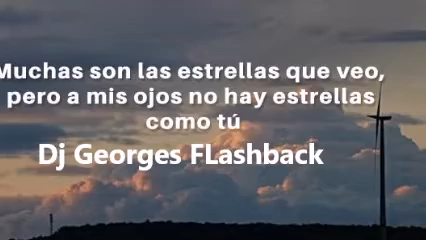 Muchas son las estrellas que veo,
pero a mis ojos no hay estrellas
como tú
Dj Georges FLashback